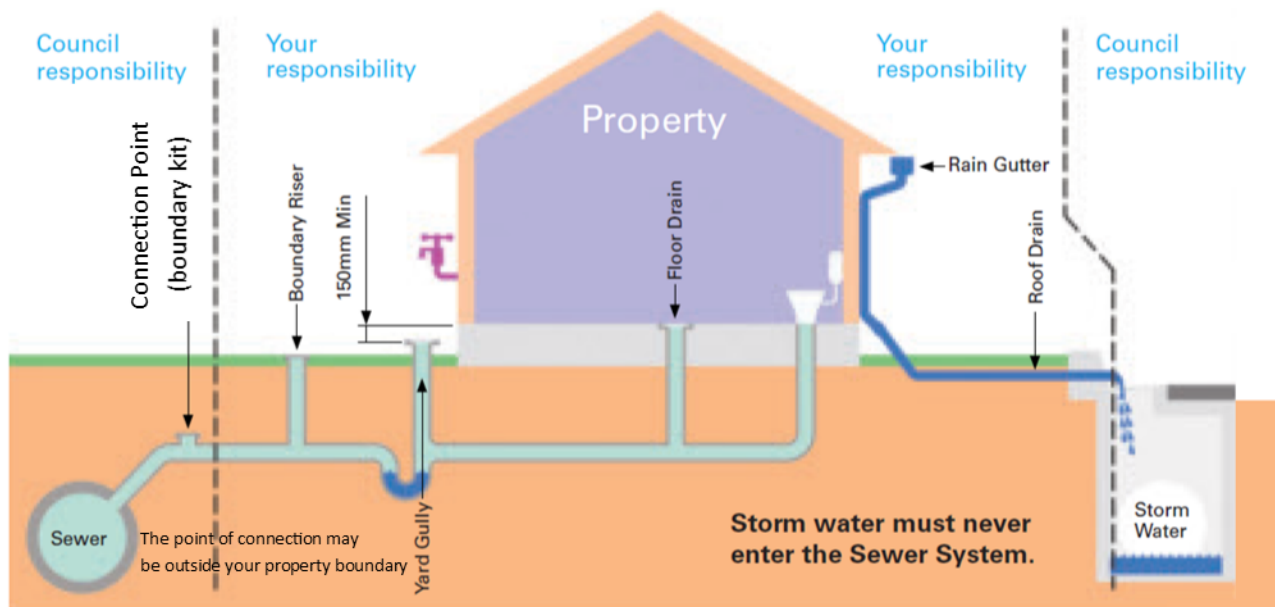 Council
responsibility
Your
responsibility
Your
responsibility
Council
responsibility
Property
Connection Point
(boundary kit)
Boundary Riser
150mm Min
Floor Drain
Rain Gutter
Roof Drain
Sewer
The point of connection may
be outside your property boundary
Yard Gully
Storm water must never
enter the Sewer System.
Storm
Water